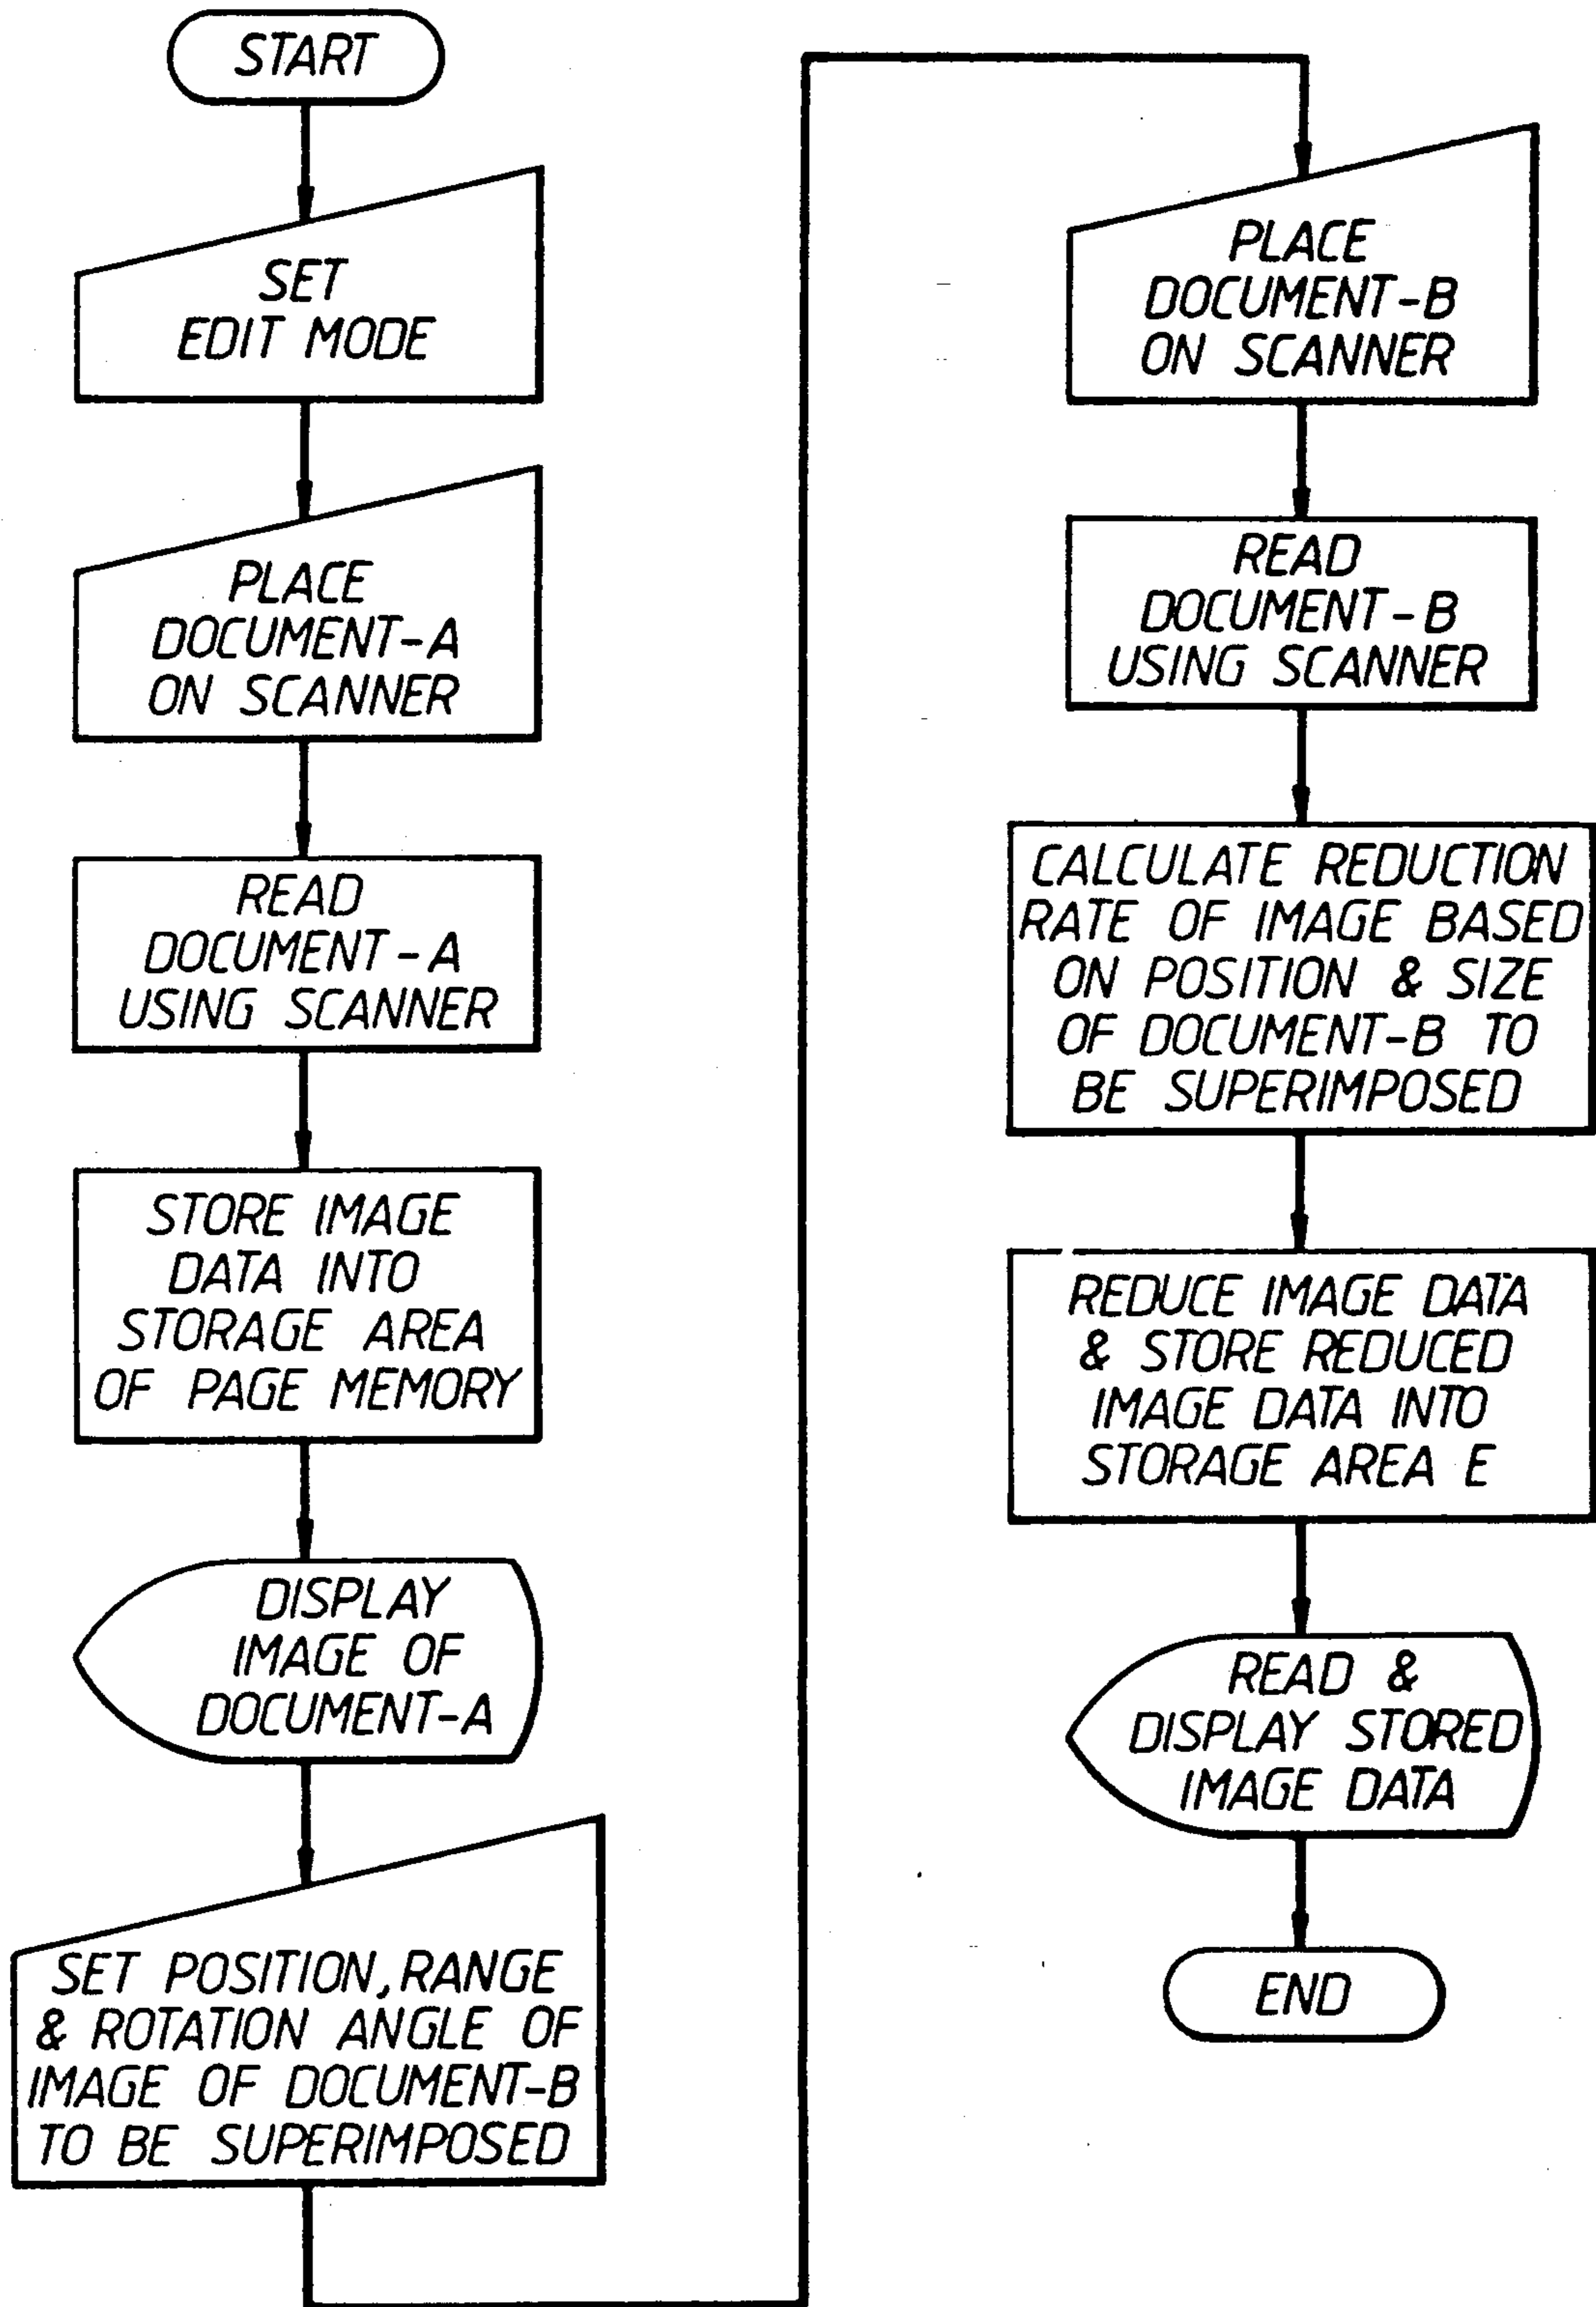 START
SET
EDIT MODE
PLACE
DOCUMENT-A
ON SCANNER
READ
DOCUMENT-A
USING SCANNER
STORE IMAGE
DATA INTO
STORAGE AREA
OF PAGE MEMORY
DISPLAY
IMAGE OF
DOCUMENT-A
SET POSITION, RANGE
& ROTATION ANGLE OF
IMAGE OF DOCUMENT-B
TO BE SUPERIMPOSED
PLACE
DOCUMENT-B
ON SCANNER
READ
DOCUMENT-B
USING SCANNER
CALCULATE REDUCTION
RATE OF IMAGE BASED
ON POSITION & SIZE
OF DOCUMENT-B TO
BE SUPERIMPOSED
REDUCE IMAGE DATA
& STORE REDUCED
IMAGE DATA INTO
STORAGE AREA E
READ &
DISPLAY STORED
IMAGE DATA
END